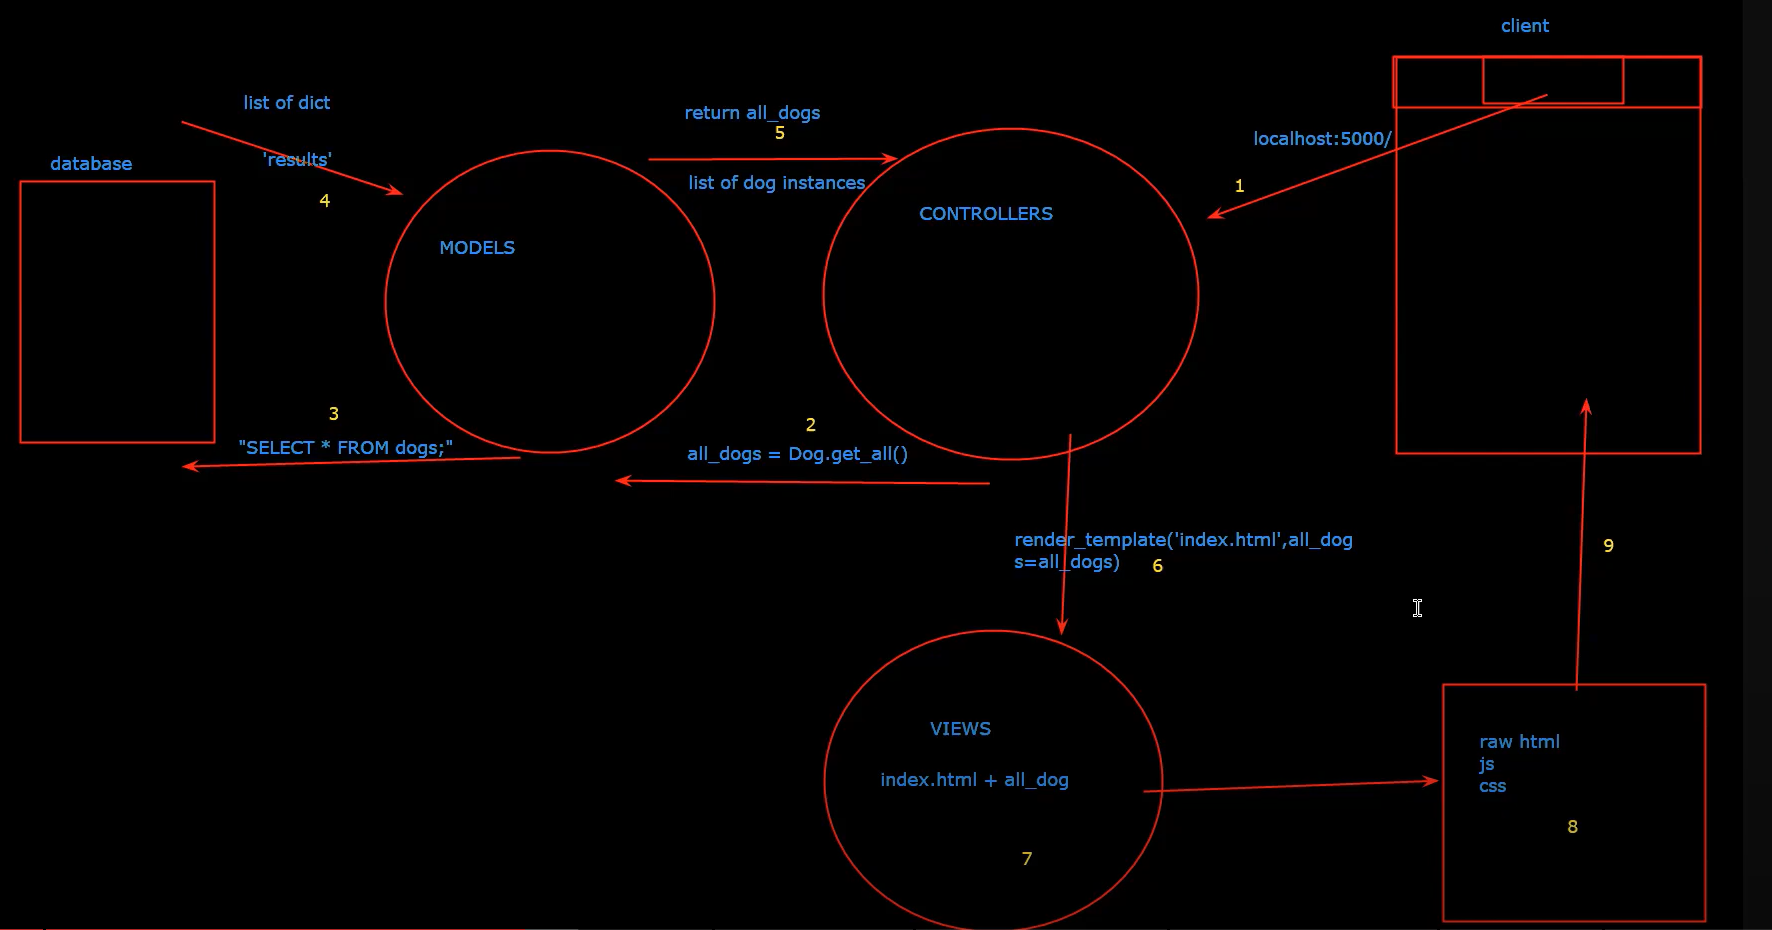 client
list of dict
return all_dogs
5
localhost:5000/
'results'
database
list of dog instances
1
4
CONTROLLERS
MODELS
3
2
"SELECT * FROM dogs;"
all_dogs = Dog.get_all()
render_template('index.html',all_dog
s=all_dogs)
6
9
VIEWS
index.html + all_dog
7
raw html
js
css
8